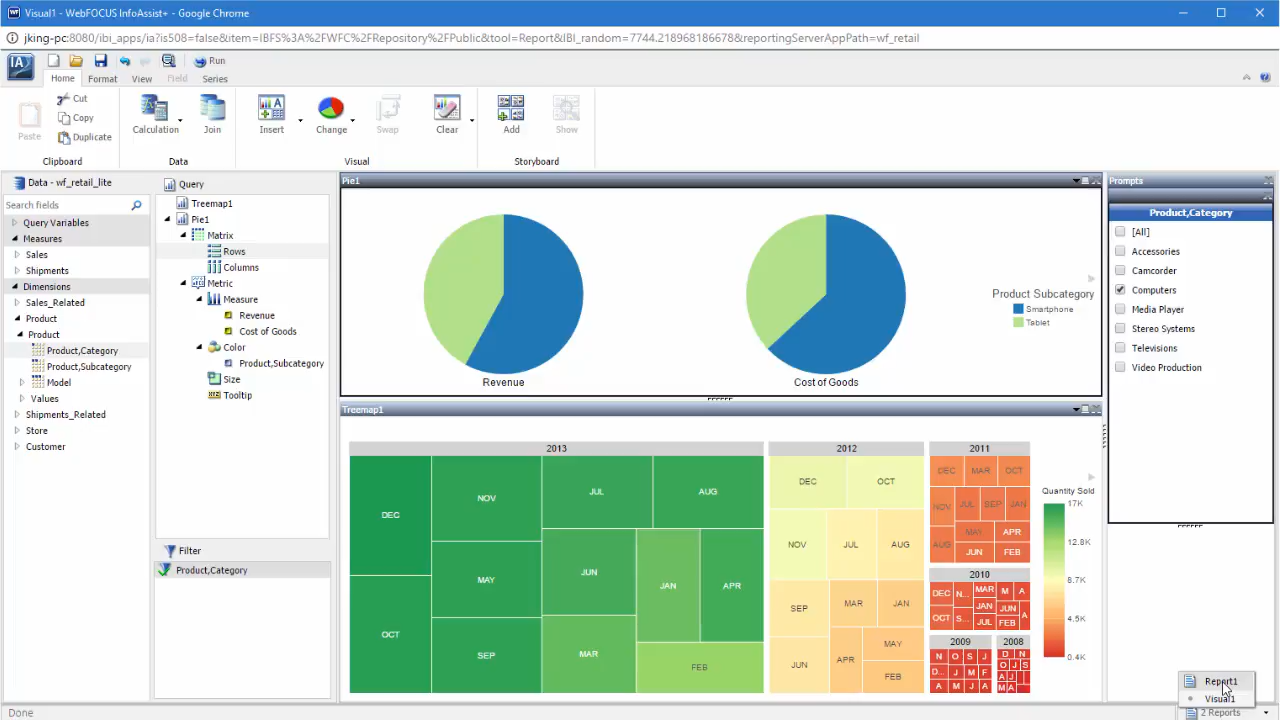 Visual1 - WebFOCUS InfoAssist+ - Google Chrome
jking-pc:8080/ibi_apps/ia?is508=false&item=IBFS%3A%2FWFC%2FRepository%2FPublic&tool=Report&IBI_random=7744.218968186678&reportingServerAppPath=wf_retail
IA Run
Home Format View Field Series
Paste Cut Copy Duplicate Calculation Join Insert Change Swap Clear Add Show
Clipboard Data Visual Storyboard
Data - wf_retail_lite
Search fields
Query Variables
Measures
Sales
Shipments
Dimensions
Sales_Related
Product
Product
Product,Category
Product,Subcategory
Model
Values
Shipments_Related
Store
Customer
Query
Treemap1
Pie1
Matrix
Rows
Columns
Metric
Measure
Revenue
Cost of Goods
Color
Product,Subcategory
Size
Tooltip
Filter
Product,Category
Pie1
Revenue
Cost of Goods
Product Subcategory
Smartphone
Tablet
Treemap1
2013
DEC
OCT
NOV
MAY
SEP
JUL
AUG
JUN
MAR
JAN
APR
FEB
2012
DEC OCT
NOV JUL AUG
SEP MAR JAN
JUN APR MAY
FEB
2011
DEC MAR OCT
NOV JUL SEP JAN
MAY APR
AUG JUN FEB
2010
DEC N... MAR M A
JAN JUN A
OCT S... JUL FEB
2009
N O S J
D... J M F
A M J A
2008
D N
O J S
A J
M A
Quantity Sold
17K
12.8K
8.7K
4.5K
0.4K
Prompts
Product,Category
[All]
Accessories
Camcorder
Computers
Media Player
Stereo Systems
Televisions
Video Production
Report1
Visual1
Done
2 Reports